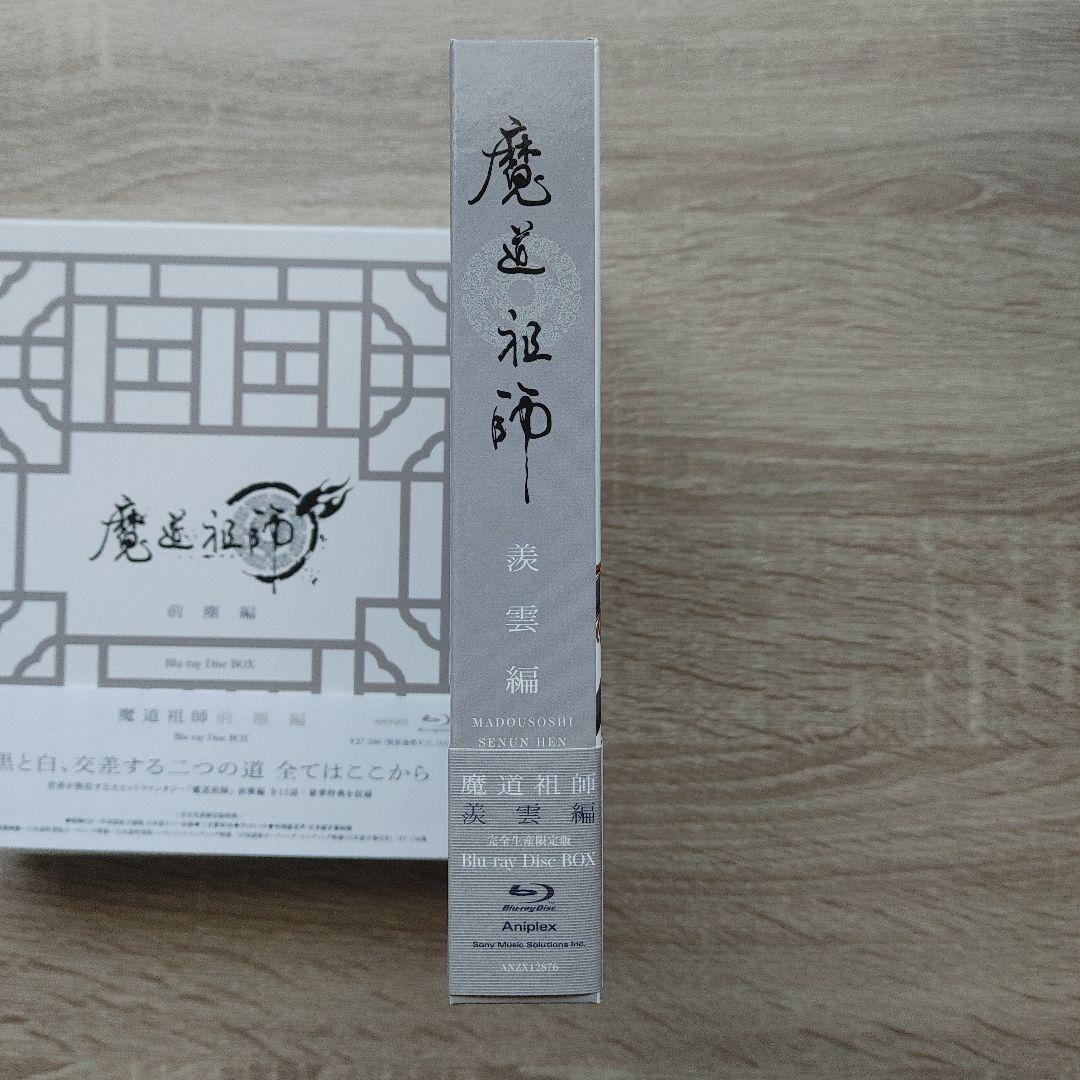 魔道祖師
羨雲編
MADOUSOSHI
SENUN HEN
魔道祖師
羨雲編
完全生産限定版
Blu-ray Disc BOX
Blu-ray Disc
Aniplex
Sony Music Solutions Inc.
ANZX12876
魔道祖師
前塵編
Blu-ray Disc BOX
魔道祖師 前塵編
Blu-ray Disc BOX
黒と白、交差する二つの道 全てはここから